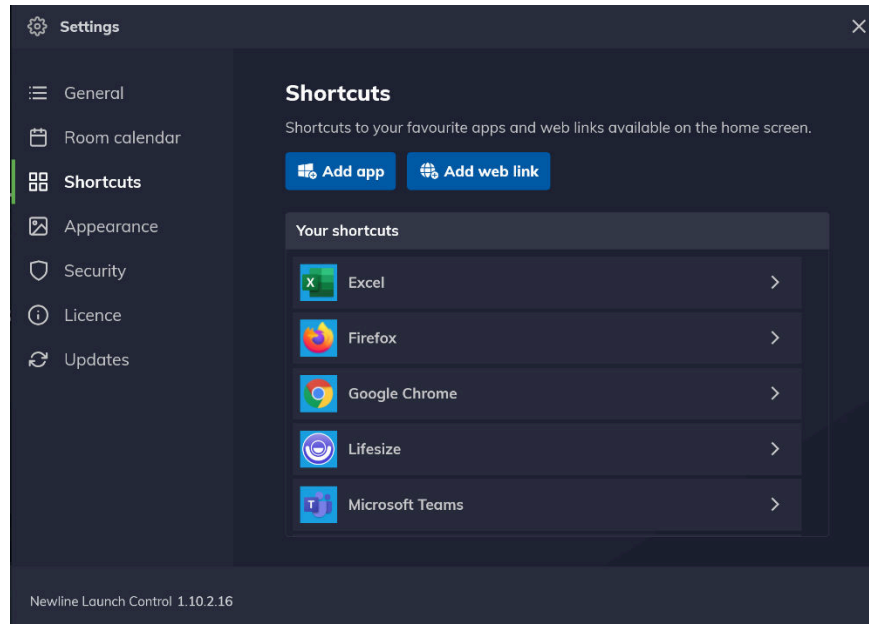 Settings
General
Room calendar
Shortcuts
Appearance
Security
Licence
Updates
Shortcuts
Shortcuts to your favourite apps and web links available on the home screen.
Add app
Add web link
Your shortcuts
Excel
Firefox
Google Chrome
Lifesize
Microsoft Teams
Newline Launch Control 1.10.2.16